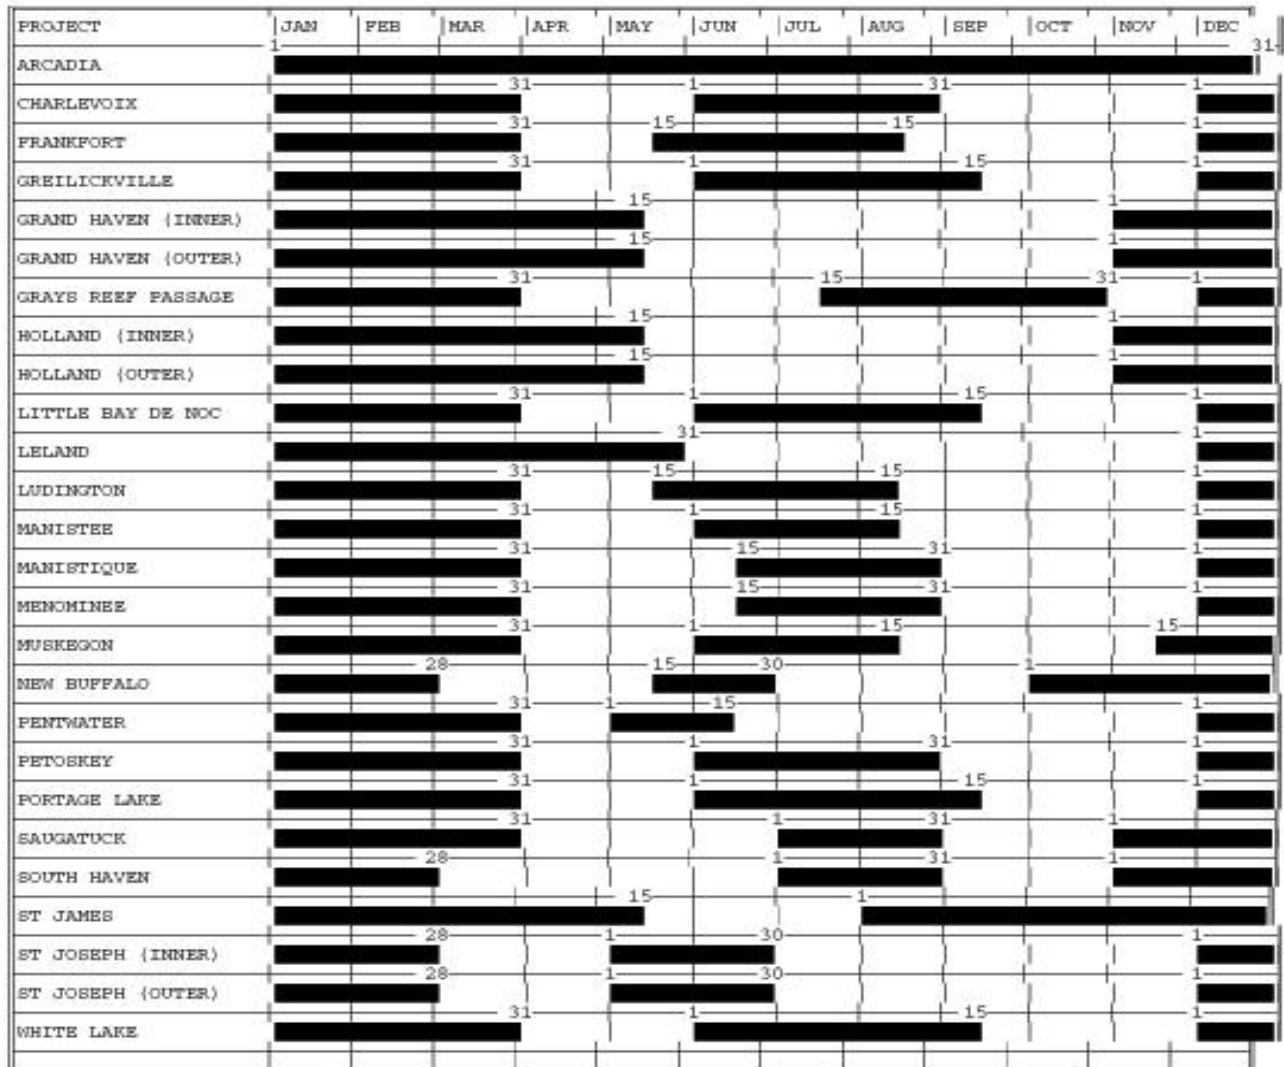 PROJECT JAN FEB MAR APR MAY JUN JUL AUG SEP OCT NOV DEC
1 31
ARCADIA
31 1 31 1
CHARLEVOIX
31 15 15 1
FRANKFORT
31 1 15 1
GREILICKVILLE
15 1
GRAND HAVEN (INNER)
15 1
GRAND HAVEN (OUTER)
31 15 31 1
GRAYS REEF PASSAGE
15 1
HOLLAND (INNER)
15 1
HOLLAND (OUTER)
31 1 15 1
LITTLE BAY DE NOC
31 1
LELAND
31 15 15 1
LUDINGTON
31 1 15 1
MANISTEE
31 15 31 1
MANISTIQUE
31 15 31 1
MENOMINEE
31 1 15 15
MUSKEGON
28 15 30 1
NEW BUFFALO
31 1 15 1
PENTWATER
31 1 31 1
PETOSKEY
31 1 15 1
PORTAGE LAKE
31 1 31 1
SAUGATUCK
28 1 31 1
SOUTH HAVEN
15 1
ST JAMES
28 1 30 1
ST JOSEPH (INNER)
28 1 30 1
ST JOSEPH (OUTER)
31 1 15 1
WHITE LAKE